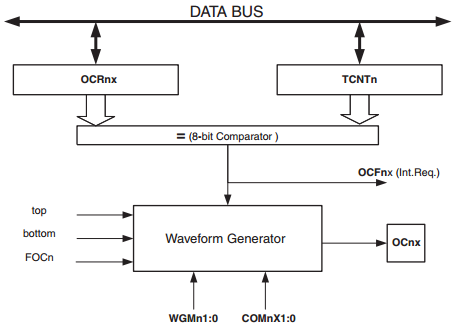 DATA BUS
OCRnx
TCNTn
= (8-bit Comparator )
OCFnx (Int.Req.)
top
bottom
FOCn
Waveform Generator
OCnx
WGMn1:0
COMnX1:0